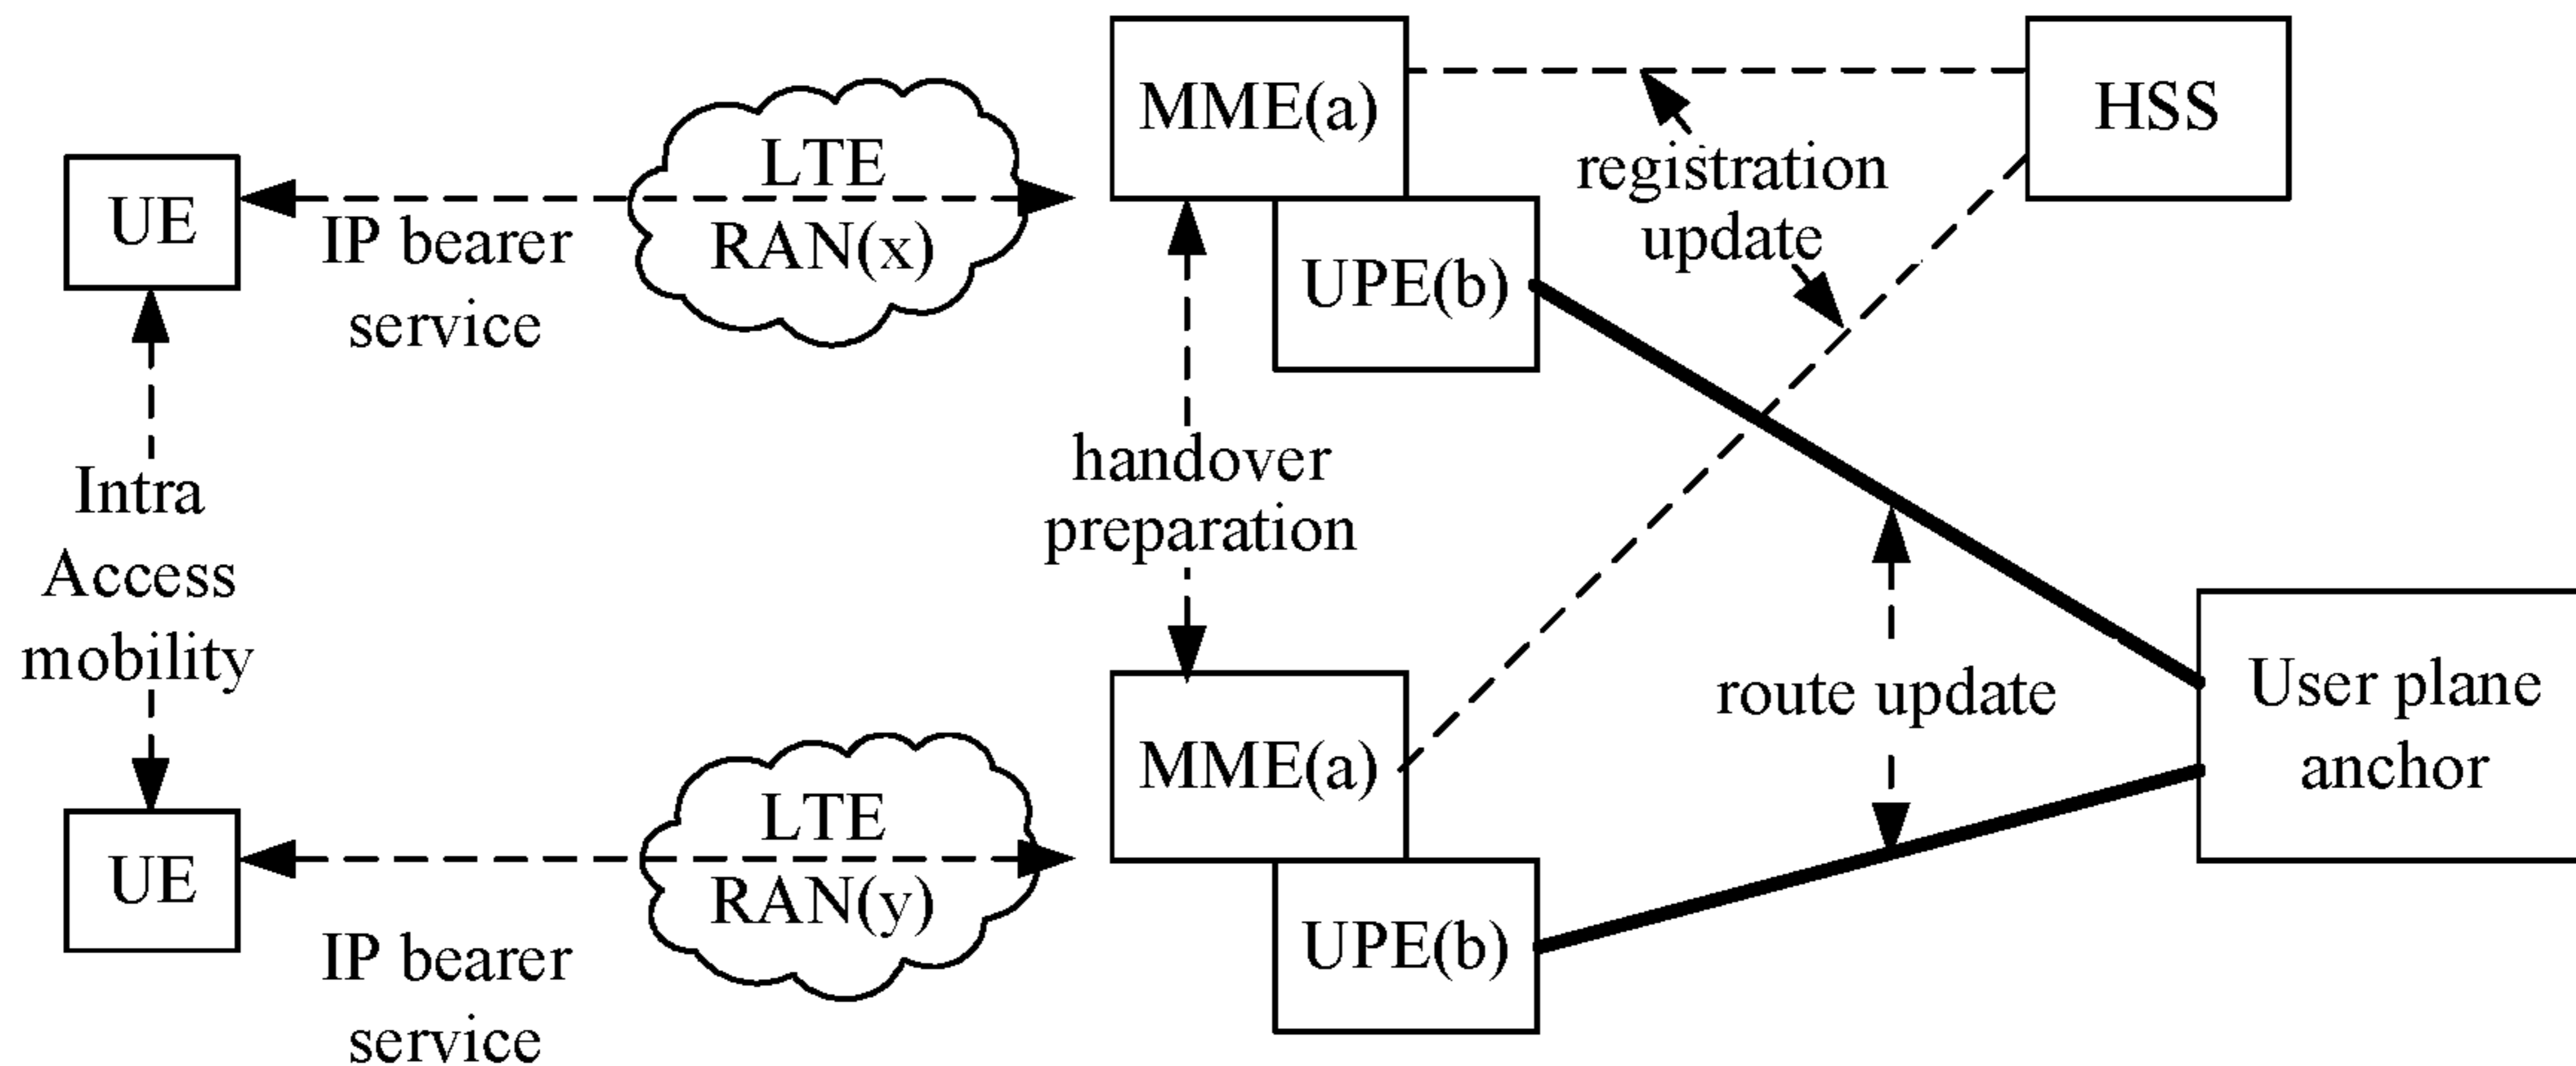 UE
IP bearer
service
LTE
RAN(x)
MME(a)
UPE(b)
registration
update
HSS
Intra
Access
mobility
handover
preparation
route update
User plane
anchor
UE
IP bearer
service
LTE
RAN(y)
MME(a)
UPE(b)